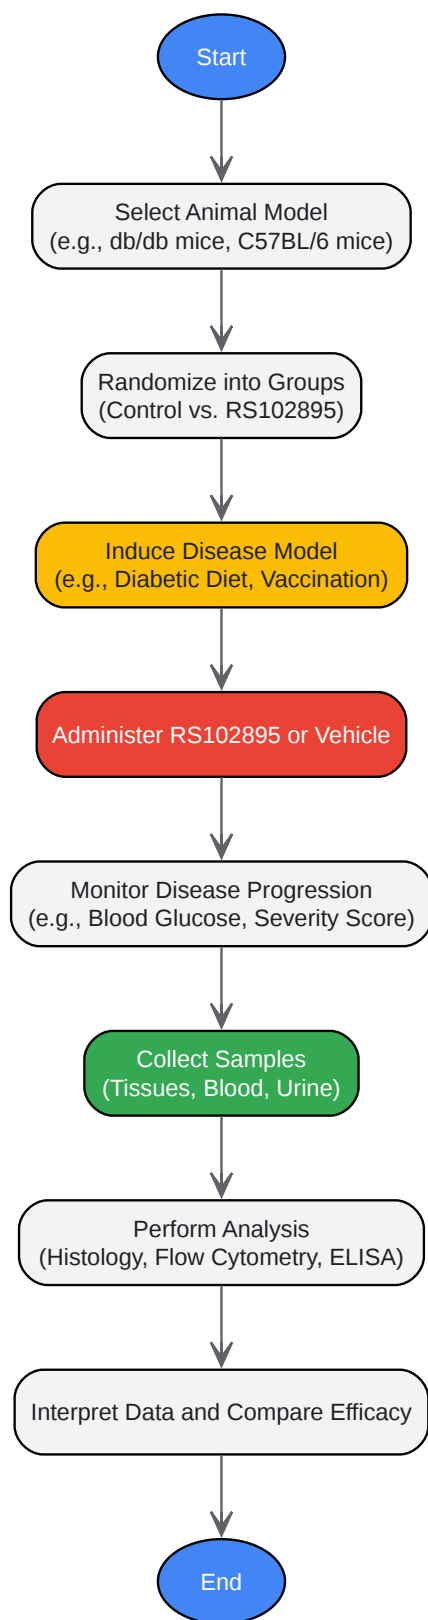 Start
Select Animal Model
(e.g., db/db mice, C57BL/6 mice)
Randomize into Groups
(Control vs. RS102895)
Induce Disease Model
(e.g., Diabetic Diet, Vaccination)
Administer RS102895 or Vehicle
Monitor Disease Progression
(e.g., Blood Glucose, Severity Score)
Collect Samples
(Tissues, Blood, Urine)
Perform Analysis
(Histology, Flow Cytometry, ELISA)
Interpret Data and Compare Efficacy
End